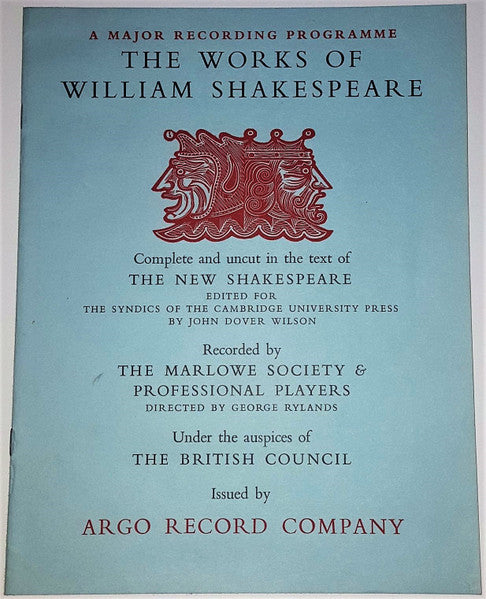 A MAJOR RECORDING PROGRAMME
THE WORKS OF
WILLIAM SHAKESPEARE
Complete and uncut in the text of
THE NEW SHAKESPEARE
EDITED FOR
THE SYNDICS OF THE CAMBRIDGE UNIVERSITY PRESS
BY JOHN DOVER WILSON
Recorded by
THE MARLOWE SOCIETY &
PROFESSIONAL PLAYERS
DIRECTED BY GEORGE RYLANDS
Under the auspices of
THE BRITISH COUNCIL
Issued by
ARGO RECORD COMPANY